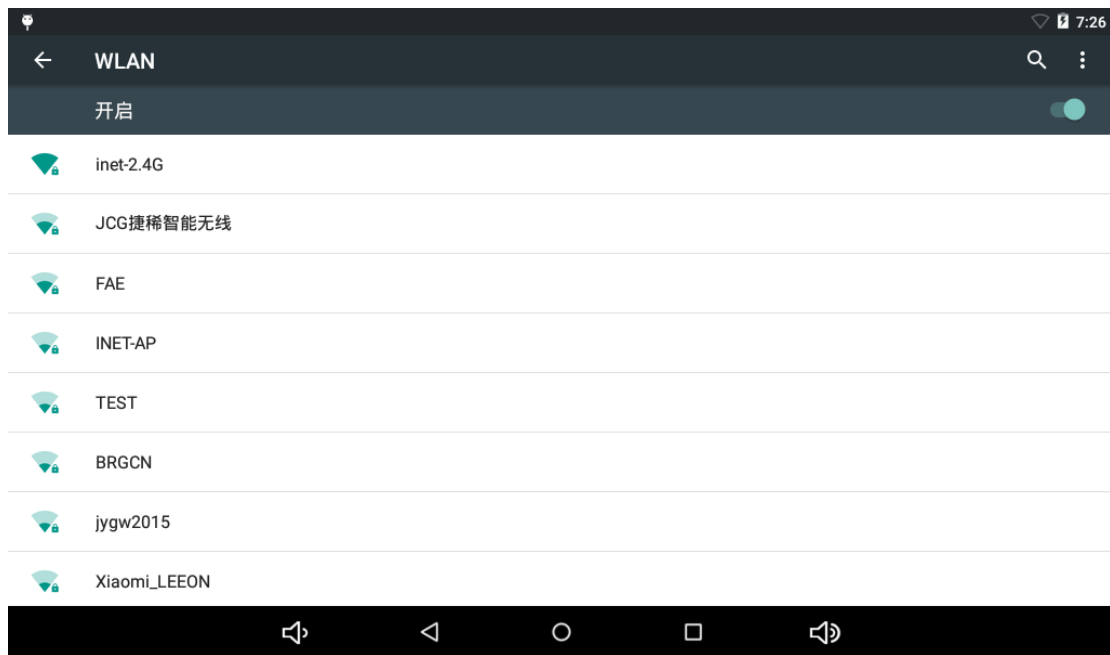 7:26
WLAN
开启
inet-2.4G
JCG捷稀智能无线
FAE
INET-AP
TEST
BRGCN
jygw2015
Xiaomi_LEEON